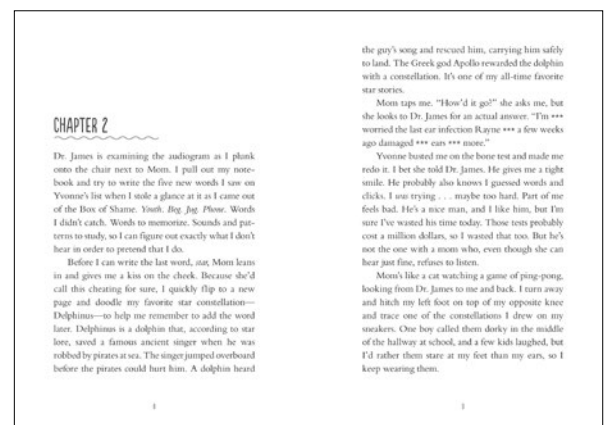 CHAPTER 2
Dr. James is examining the audiogram as I plunk
onto the chair next to Mom. I pull out my note-
book and try to write the five new words I saw on
Yvonne's list when I stole a glance at it as I came out
of the Box of Shame. Youth. Beg. Jug. Phone. Words
I didn't catch. Words to memorize. Sounds and pat-
terns to study, so I can figure out exactly what I don't
hear in order to pretend that I do.
Before I can write the last word, star, Mom leans
in and gives me a kiss on the cheek. Because she'd
call this cheating for sure, I quickly flip to a new
page and doodle my favorite star constellation—
Delphinus—to help me remember to add the word
later. Delphinus is a dolphin that, according to star
lore, saved a famous ancient singer when he was
robbed by pirates at sea. The singer jumped overboard
before the pirates could hurt him. A dolphin heard
the guy's song and rescued him, carrying him safely
to land. The Greek god Apollo rewarded the dolphin
with a constellation. It's one of my all-time favorite
star stories.
Mom taps me. "How'd it go?" she asks me, but
she looks to Dr. James for an actual answer. "I'm ***
worried the last ear infection Rayne *** a few weeks
ago damaged *** ears *** more."
Yvonne busted me on the bone test and made me
redo it. I bet she told Dr. James. He gives me a tight
smile. He probably also knows I guessed words and
clicks. I was trying . . . maybe too hard. Part of me
feels bad. He's a nice man, and I like him, but I'm
sure I've wasted his time today. Those tests probably
cost a million dollars, so I wasted that too. But he's
not the one with a mom who, even though she can
hear just fine, refuses to listen.
Mom's like a cat watching a game of ping-pong,
looking from Dr. James to me and back. I turn away
and hitch my left foot on top of my opposite knee
and trace one of the constellations I drew on my
sneakers. One boy called them dorky in the middle
of the hallway at school, and a few kids laughed, but
I'd rather them stare at my feet than my ears, so I
keep wearing them.